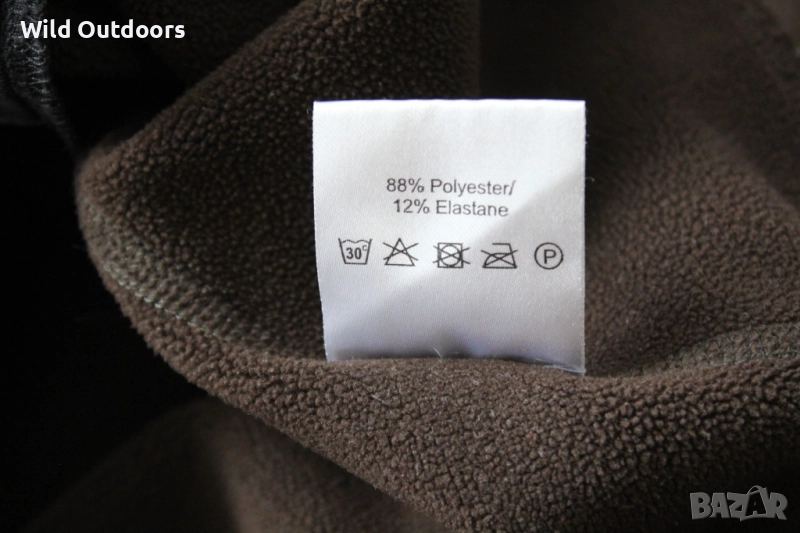 Wild Outdoors
88% Polyester/
12% Elastane
30°C P
BAZAR